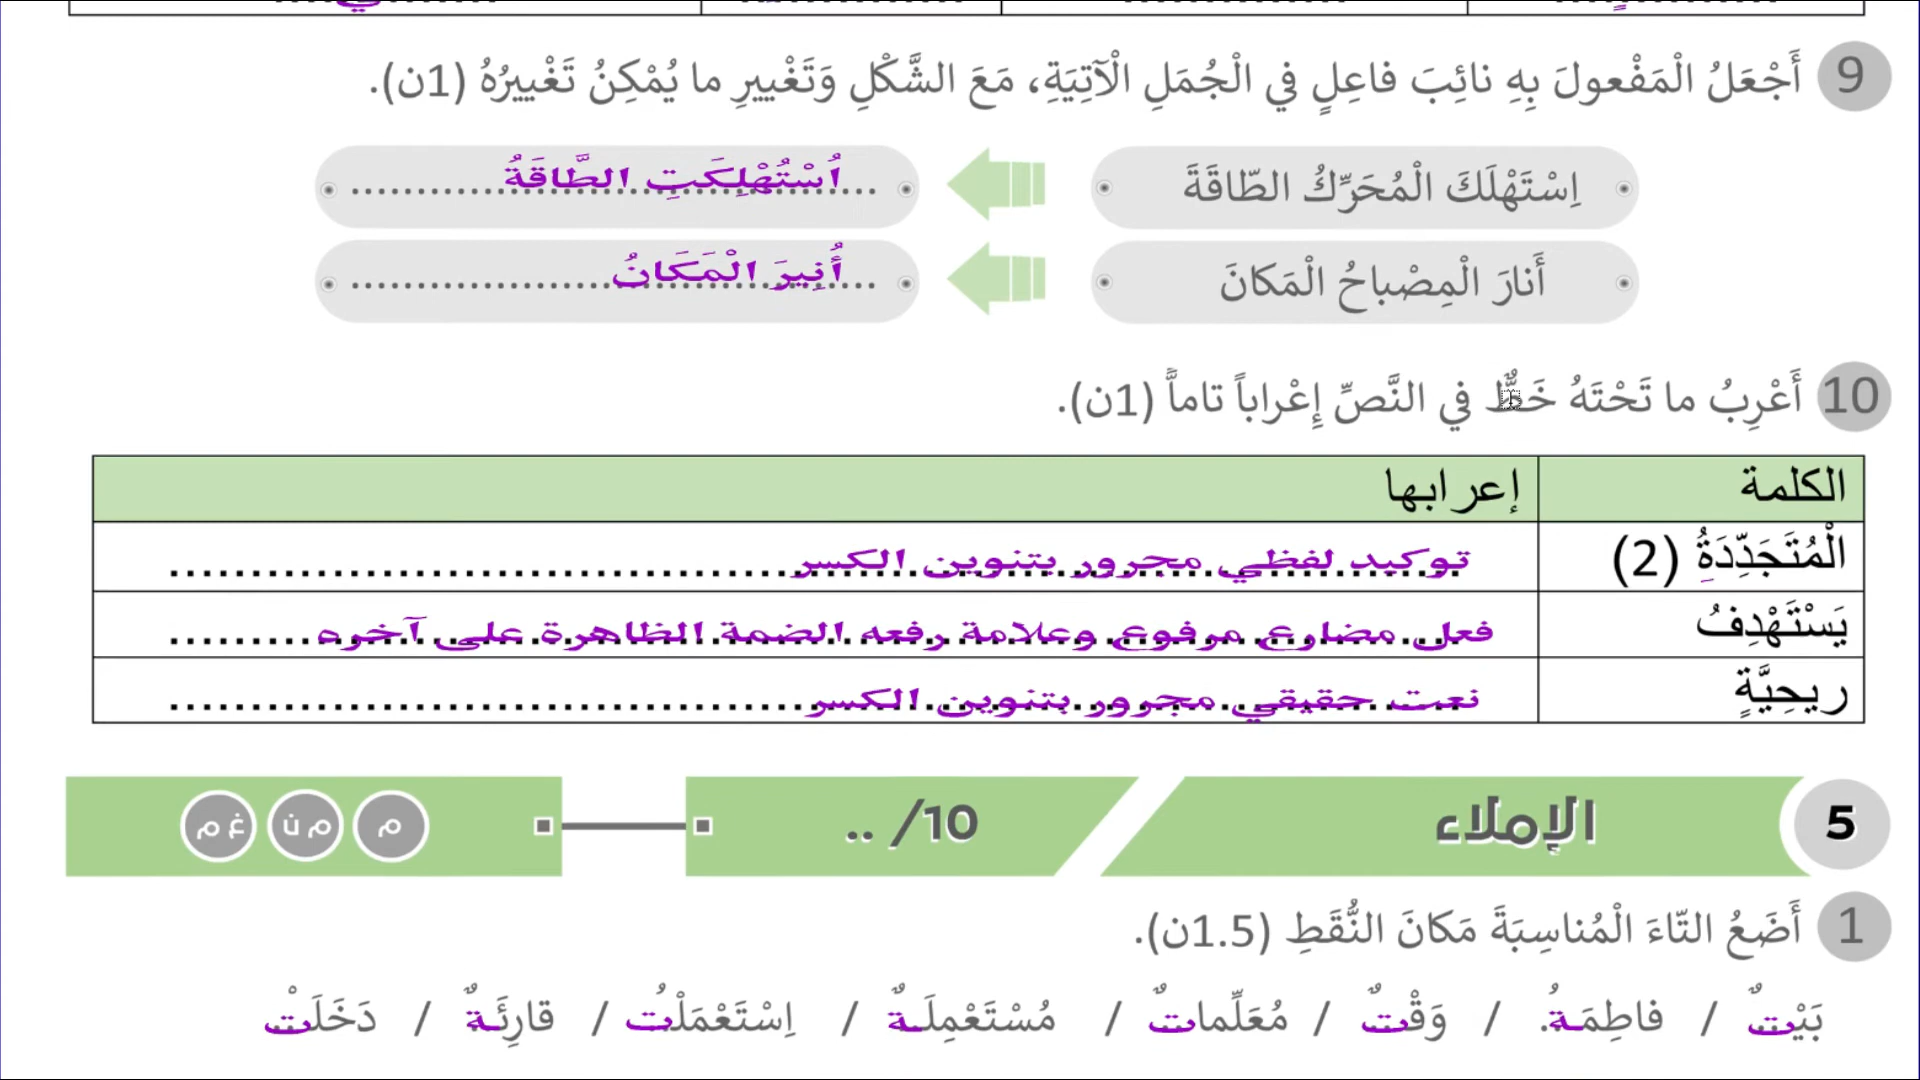 9 أَجْعَلُ الْمَفْعولَ بِهِ نائِبَ فاعِلٍ في الْجُمَلِ الْآتِيَةِ، مَعَ الشَّكْلِ وَتَغْييرِ ما يُمْكِنُ تَغْييرُهُ (1ن).
اِسْتَهْلَكَ الْمُحَرِّكُ الطّاقَةَ اُسْتُهْلِكَتِ الطَّاقَةُ
أَنارَ الْمِصْباحُ الْمَكانَ أُنِيرَ الْمَكَانُ
10 أَعْرِبُ ما تَحْتَهُ خَطٌّ في النَّصِّ إِعْراباً تاماًّ (1ن).
الكلمة إعرابها
الْمُتَجَدِّدَةُِ (2) توكيد لفظي مجرور بتنوين الكسر
يَسْتَهْدِفُ فعل مضارع مرفوع وعلامة رفعه الضمة الظاهرة على آخره
ريحِيَّةٍ نعت حقيقي مجرور بتنوين الكسر
5 الإملاء 10/ .. م م ن غ م
1 أَضَعُ التّاءَ الْمُناسِبَةَ مَكانَ النُّقَطِ (1.5ن).
بَيْتٌ / فاطِمَةُ / وَقْتٌ / مُعَلِّماتٌ / مُسْتَعْمِلَةٌ / اِسْتَعْمَلْتُ / قارِئَةٌ / دَخَلَتْ